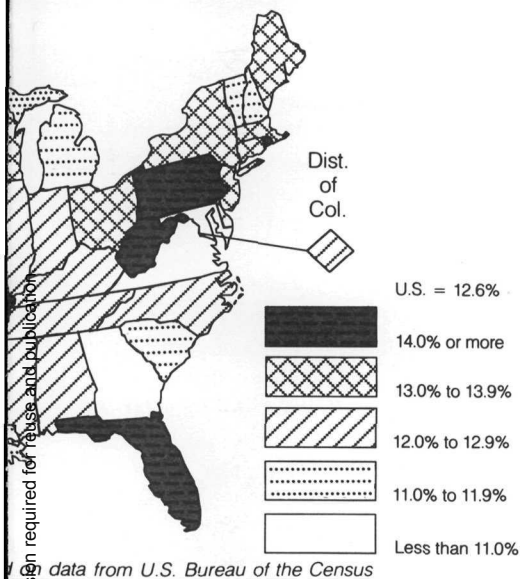 Dist.
of
Col.
U.S. = 12.6%
14.0% or more
13.0% to 13.9%
12.0% to 12.9%
11.0% to 11.9%
Less than 11.0%
required for reuse and publication
on data from U.S. Bureau of the Census